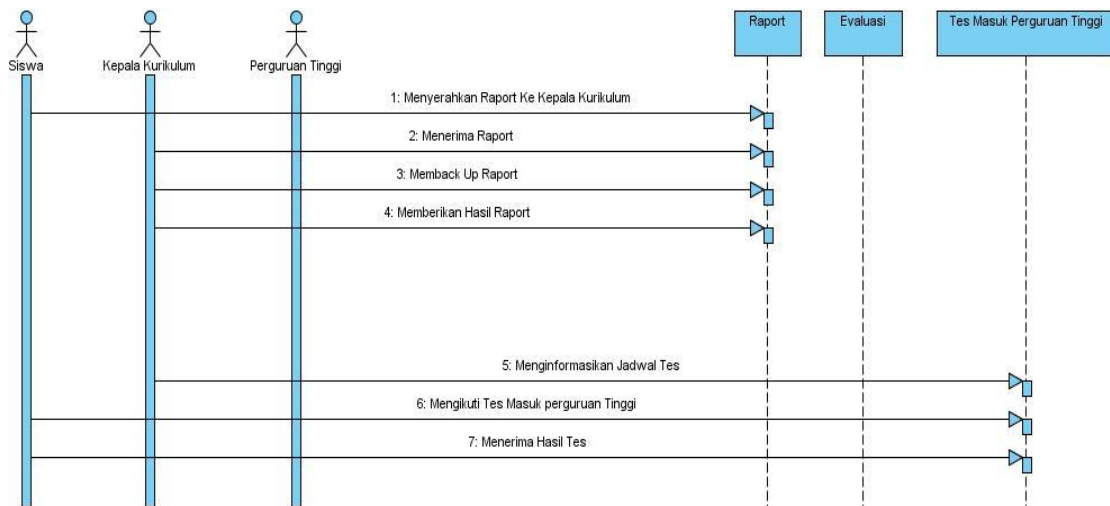 Raport
Evaluasi
Tes Masuk Perguruan Tinggi
Siswa
Kepala Kurikulum
Perguruan Tinggi
1: Menyerahkan Raport Ke Kepala Kurikulum
2: Menerima Raport
3: Memback Up Raport
4: Memberikan Hasil Raport
5: Menginformasikan Jadwal Tes
6: Mengikuti Tes Masuk perguruan Tinggi
7: Menerima Hasil Tes